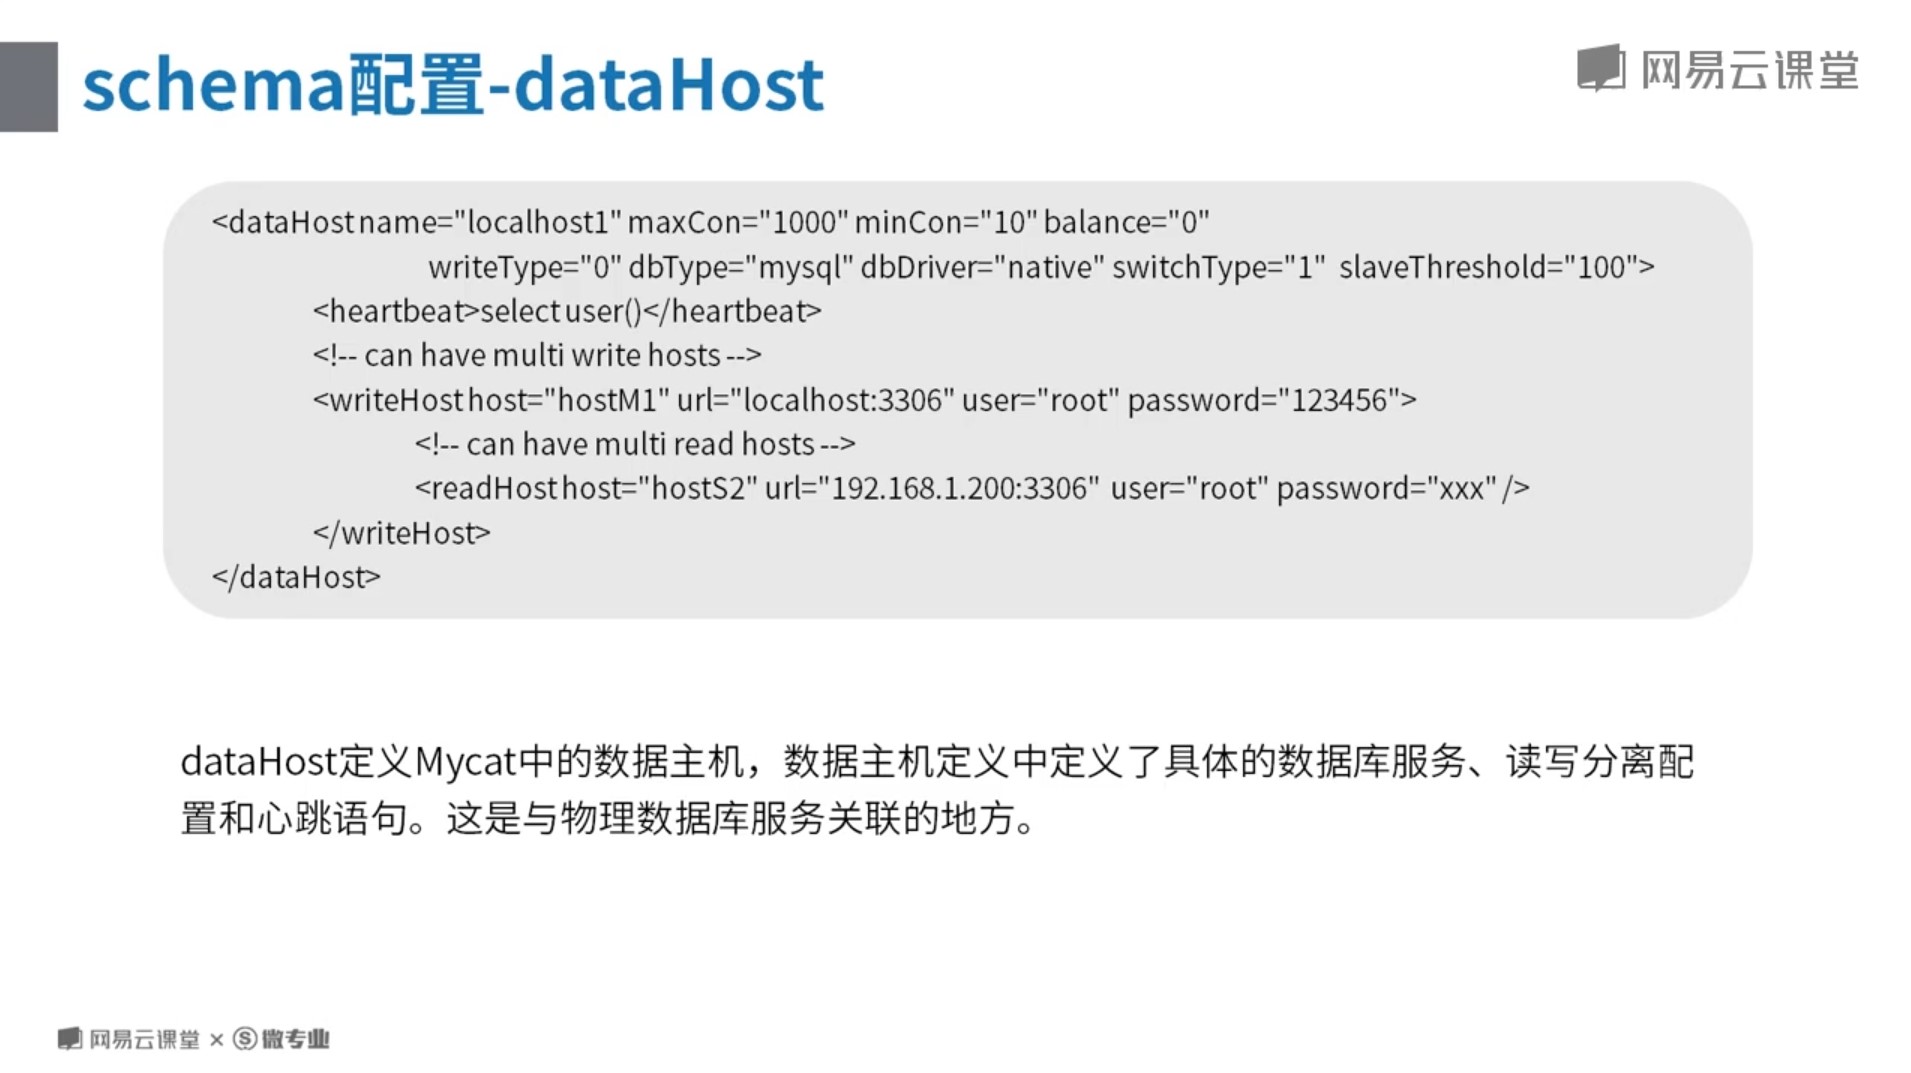 schema配置-dataHost
网易云课堂
<dataHost name="localhost1" maxCon="1000" minCon="10" balance="0"
writeType="0" dbType="mysql" dbDriver="native" switchType="1" slaveThreshold="100">
<heartbeat>select user()</heartbeat>
<!-- can have multi write hosts -->
<writeHost host="hostM1" url="localhost:3306" user="root" password="123456">
<!-- can have multi read hosts -->
<readHost host="hostS2" url="192.168.1.200:3306" user="root" password="xxx" />
</writeHost>
</dataHost>
dataHost定义Mycat中的数据主机，数据主机定义中定义了具体的数据库服务、读写分离配
置和心跳语句。这是与物理数据库服务关联的地方。
网易云课堂 × 微专业